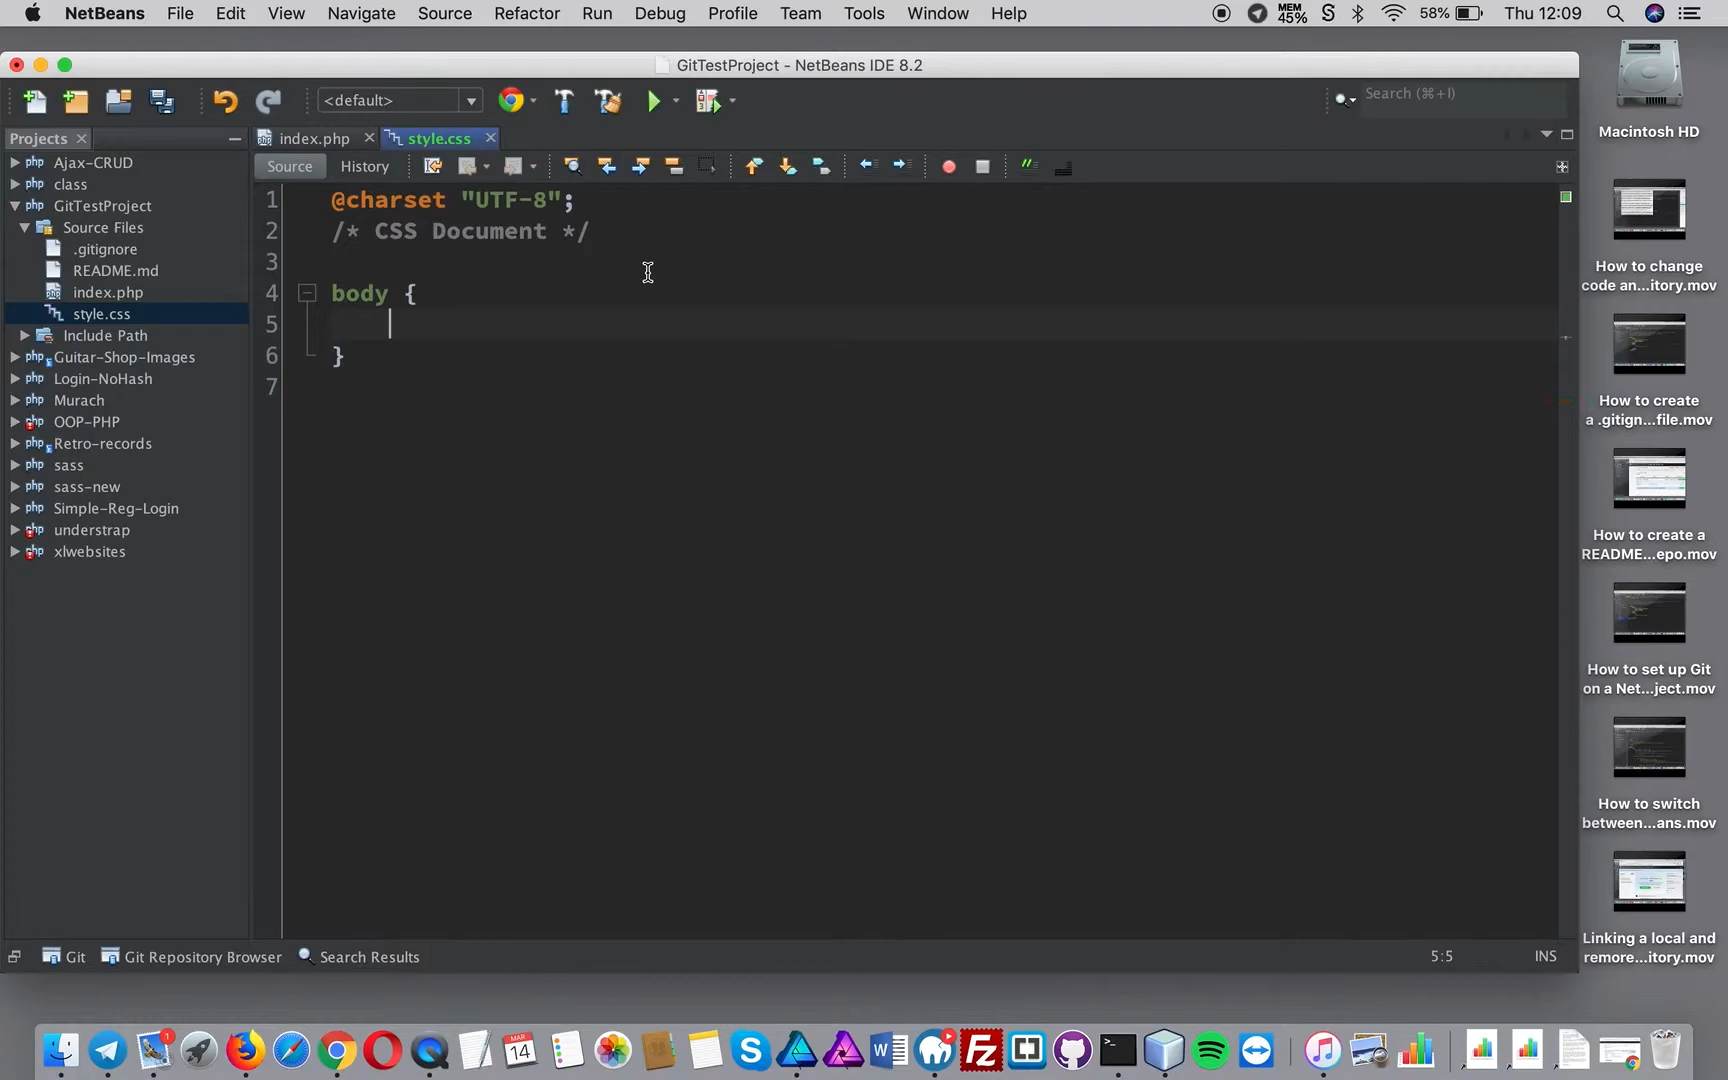 NetBeans File Edit View Navigate Source Refactor Run Debug Profile Team Tools Window Help MEM 45% 58% Thu 12:09
GitTestProject - NetBeans IDE 8.2
<default> Search (⌘+I)
Projects index.php style.css
Source History
Ajax-CRUD
class
GitTestProject
Source Files
.gitignore
README.md
index.php
style.css
Include Path
Guitar-Shop-Images
Login-NoHash
Murach
OOP-PHP
Retro-records
sass
sass-new
Simple-Reg-Login
understrap
xlwebsites
1 @charset "UTF-8";
2 /* CSS Document */
3
4 body {
5
6 }
7
Git Git Repository Browser Search Results 5:5 INS
Macintosh HD
How to change
code an...itory.mov
How to create
a .gitign...file.mov
How to create a
README...epo.mov
How to set up Git
on a Net...ject.mov
How to switch
between...ans.mov
Linking a local and
remore...itory.mov
MAR
14